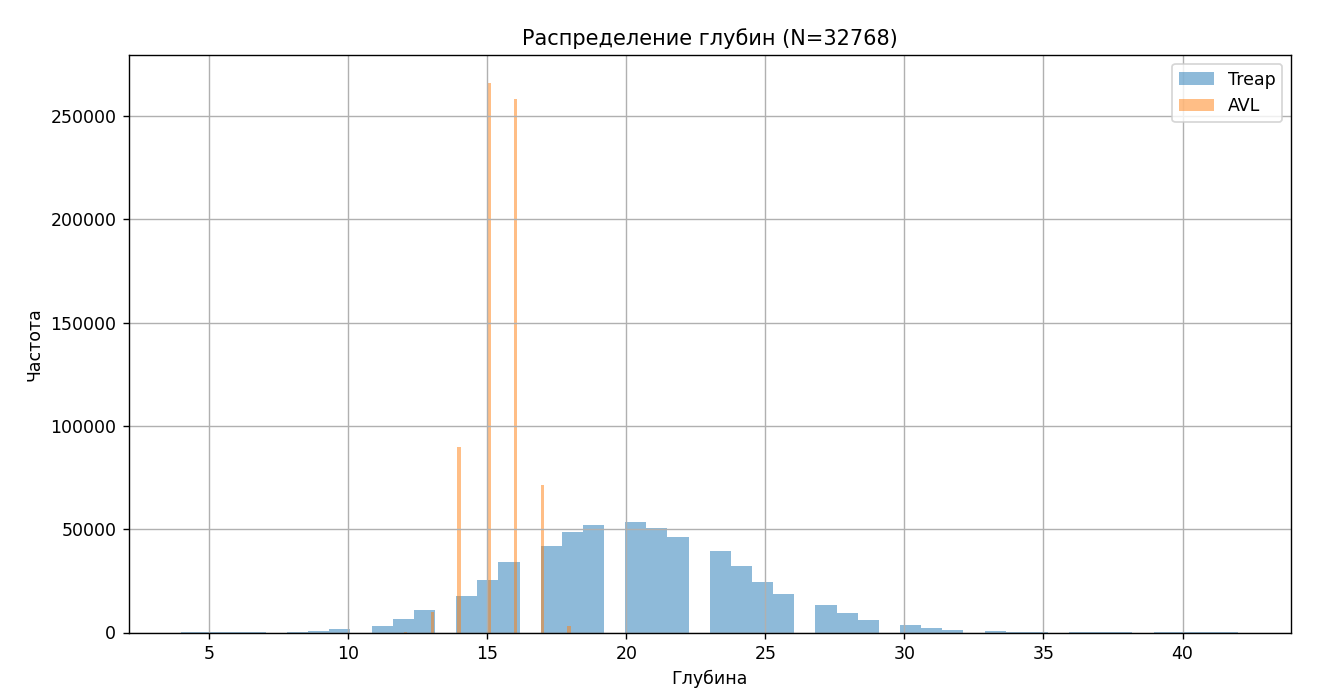 Распределение глубин (N=32768)
Treap
AVL
Частота
250000
200000
150000
100000
50000
0
5 10 15 20 25 30 35 40
Глубина